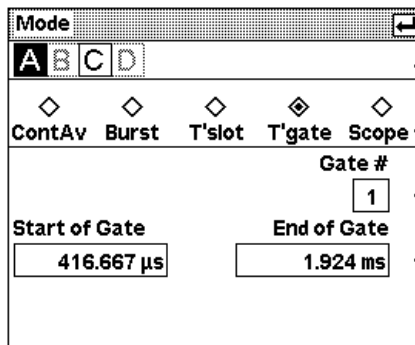 Mode
A B C D
ContAv Burst T'slot T'gate Scope
Gate #
1
Start of Gate End of Gate
416.667 µs 1.924 ms